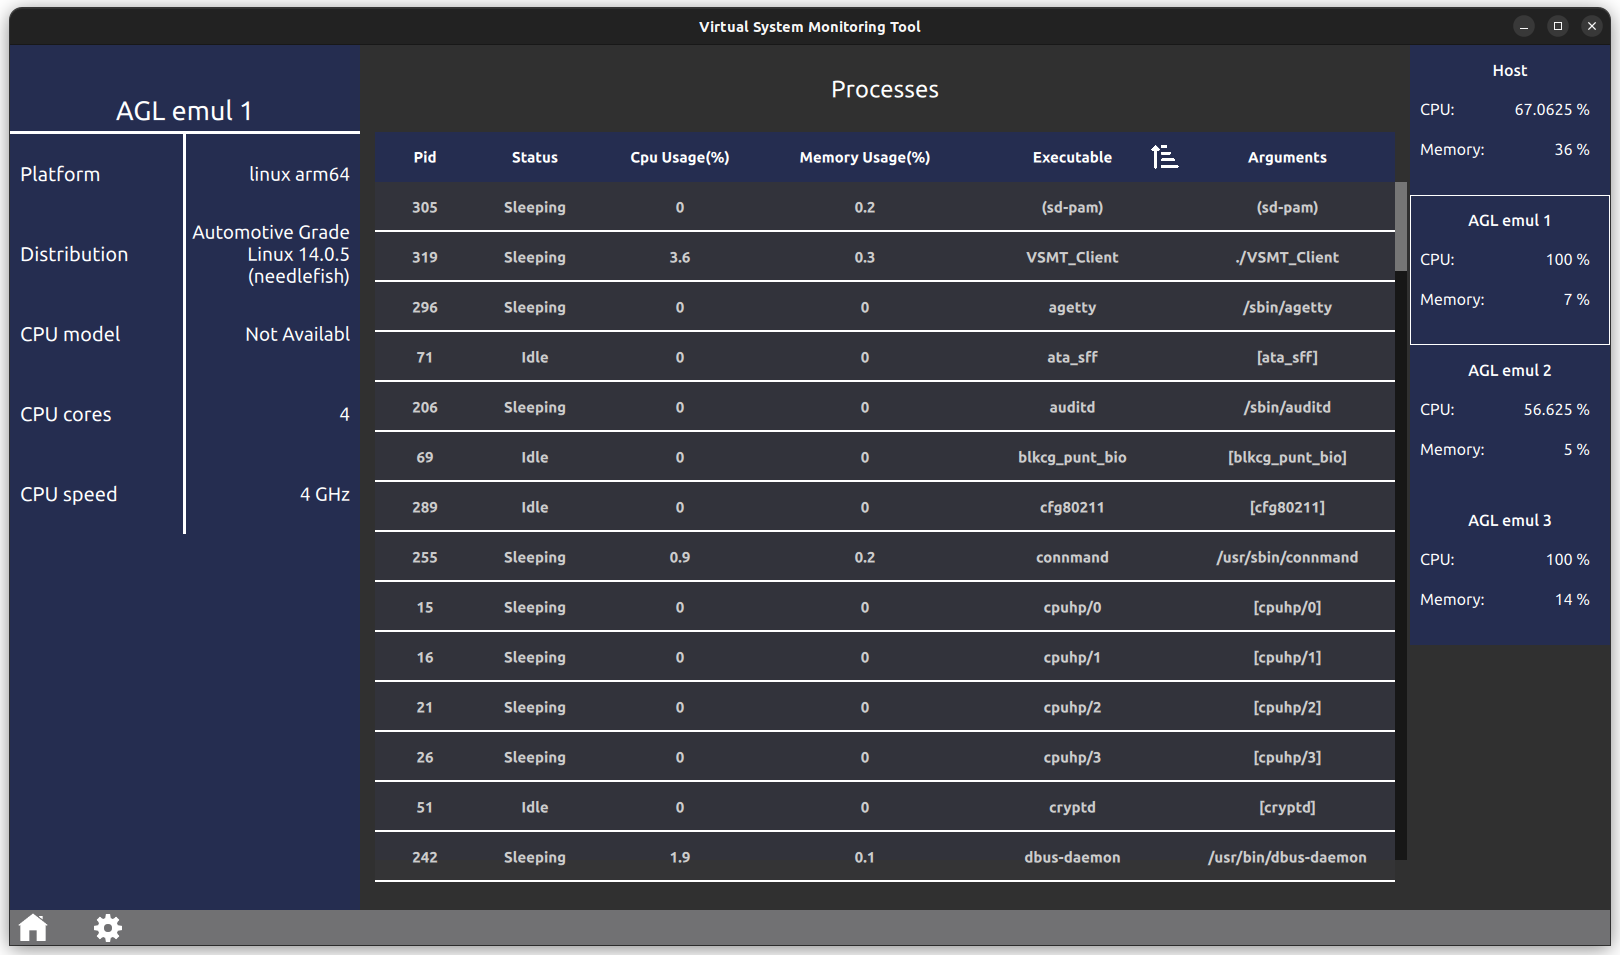 Virtual System Monitoring Tool
AGL emul 1
Platform linux arm64
Distribution Automotive Grade
Linux 14.0.5
(needlefish)
CPU model Not Availabl
CPU cores 4
CPU speed 4 GHz
Processes
Pid Status Cpu Usage(%) Memory Usage(%) Executable Arguments
305 Sleeping 0 0.2 (sd-pam) (sd-pam)
319 Sleeping 3.6 0.3 VSMT_Client ./VSMT_Client
296 Sleeping 0 0 agetty /sbin/agetty
71 Idle 0 0 ata_sff [ata_sff]
206 Sleeping 0 0 auditd /sbin/auditd
69 Idle 0 0 blkcg_punt_bio [blkcg_punt_bio]
289 Idle 0 0 cfg80211 [cfg80211]
255 Sleeping 0.9 0.2 connmand /usr/sbin/connmand
15 Sleeping 0 0 cpuhp/0 [cpuhp/0]
16 Sleeping 0 0 cpuhp/1 [cpuhp/1]
21 Sleeping 0 0 cpuhp/2 [cpuhp/2]
26 Sleeping 0 0 cpuhp/3 [cpuhp/3]
51 Idle 0 0 cryptd [cryptd]
242 Sleeping 1.9 0.1 dbus-daemon /usr/bin/dbus-daemon
Host
CPU: 67.0625 %
Memory: 36 %
AGL emul 1
CPU: 100 %
Memory: 7 %
AGL emul 2
CPU: 56.625 %
Memory: 5 %
AGL emul 3
CPU: 100 %
Memory: 14 %